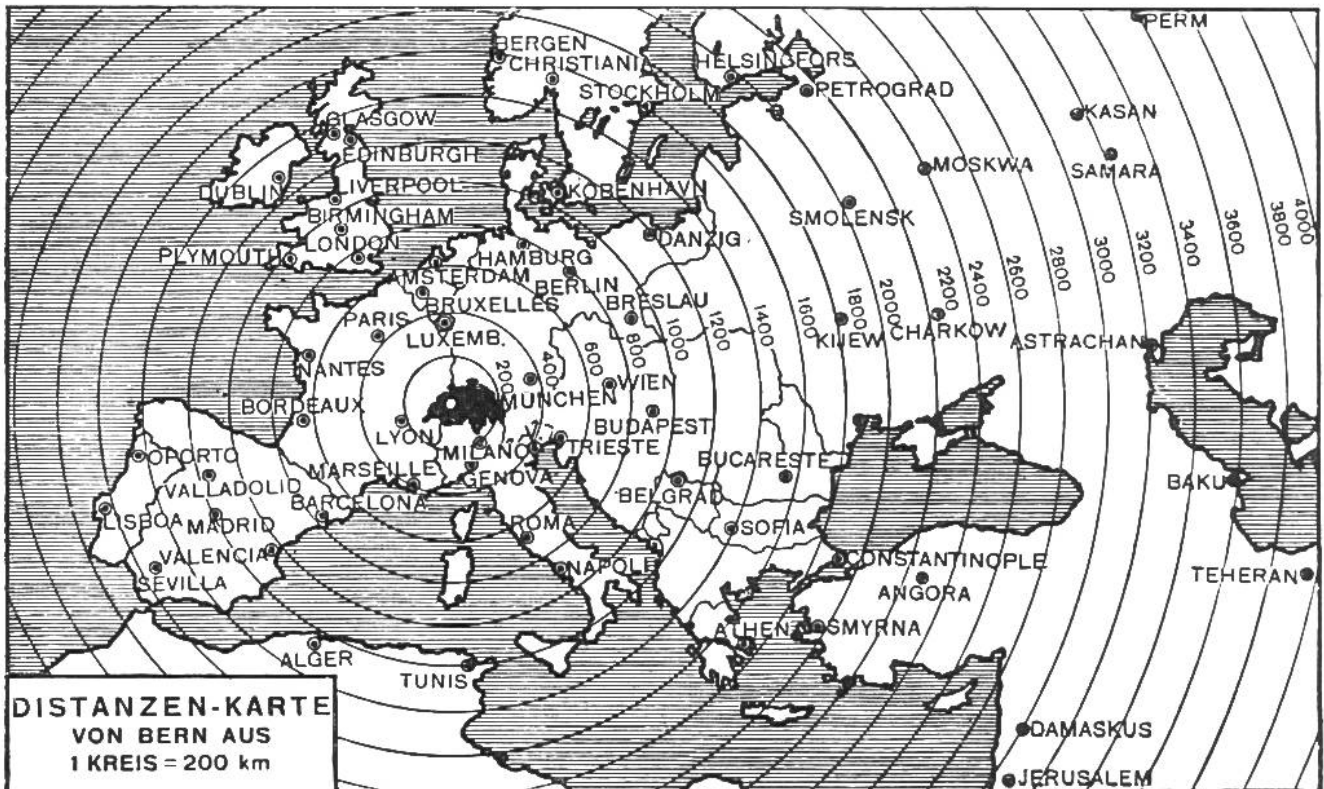 PERM
BERGEN
CHRISTIANIA
HELSINGFORS
STOCKHOLM
PETROGRAD
KASAN
GLASGOW
EDINBURGH
MOSKWA
SAMARA
DUBLIN
LIVERPOOL
KOBENHAVN
BIRMINGHAM
SMOLENSK
LONDON
DANZIG
PLYMOUTH
HAMBURG
AMSTERDAM
BERLIN
BRUXELLES
BRESLAU
PARIS
LUXEMB.
KIJEW
CHARKOW
ASTRACHAN
200
400
600
800
1000
1200
1400
1600
1800
2000
2200
2400
2600
2800
3000
3200
3400
3600
3800
4000
NANTES
MÜNCHEN
WIEN
BORDEAUX
LYON
BUDAPEST
MILANO
TRIESTE
OPORTO
MARSEILLE
GENOVA
BUCARESTE
VALLADOLID
BARCELONA
BELGRAD
BAKU
LISBOA
MADRID
ROMA
SOFIA
VALENCIA
NAPOLI
CONSTANTINOPLE
SEVILLA
ANGORA
TEHERAN
ATHEN
SMYRNA
ALGER
TUNIS
DISTANZEN-KARTE
VON BERN AUS
1 KREIS = 200 km
DAMASKUS
JERUSALEM